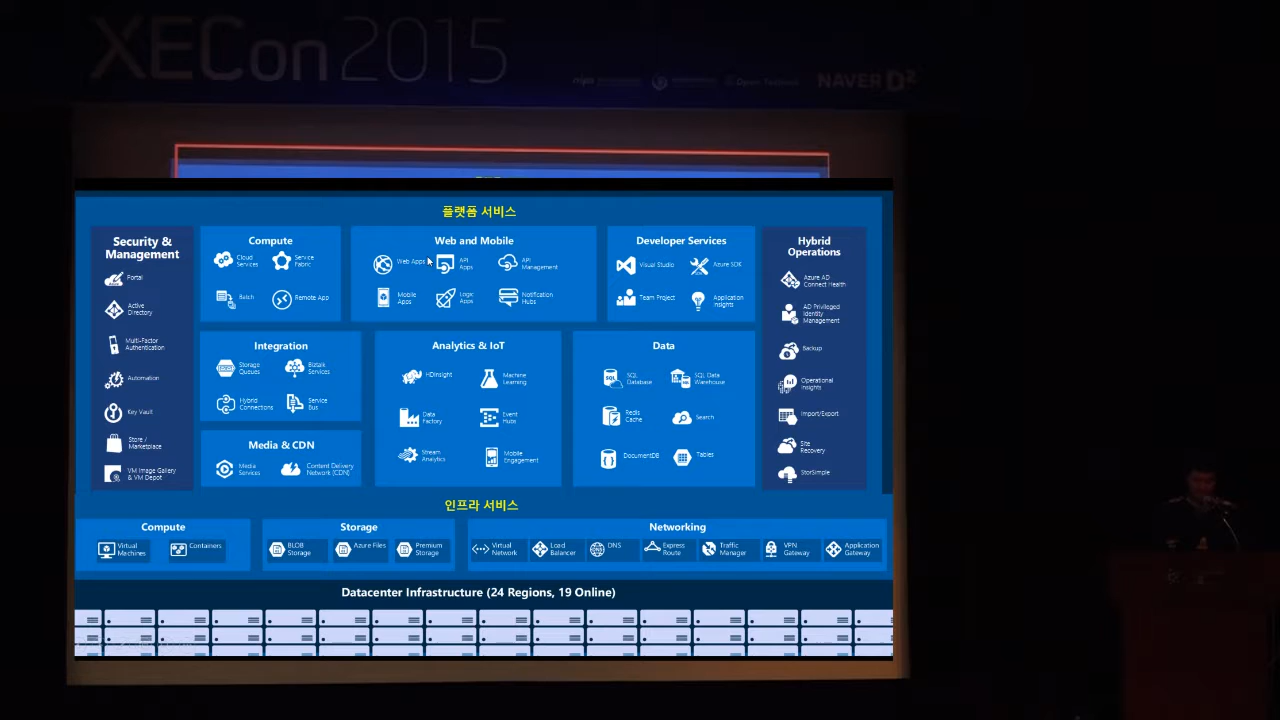 XECon2015
NAVER D2
플랫폼 서비스
Security &
Management
Portal
Active
Directory
Multi-Factor
Authentication
Automation
Key Vault
Store /
Marketplace
VM Image Gallery
& VM Depot
Compute
Cloud
Services
Service
Fabric
Batch
Remote App
Web and Mobile
Web Apps
API
Apps
API
Management
Mobile
Apps
Logic
Apps
Notification
Hubs
Developer Services
Visual Studio
Azure SDK
Team Project
Application
Insights
Hybrid
Operations
Azure AD
Connect Health
AD Privileged
Identity
Management
Backup
Operational
Insights
Import/Export
Site
Recovery
StorSimple
Integration
Storage
Queues
Biztalk
Services
Hybrid
Connections
Service
Bus
Media & CDN
Media
Services
Content Delivery
Network (CDN)
Analytics & IoT
HDInsight
Machine
Learning
Data
Factory
Event
Hubs
Stream
Analytics
Mobile
Engagement
Data
SQL
Database
SQL Data
Warehouse
Redis
Cache
Search
DocumentDB
Tables
인프라 서비스
Compute
Virtual
Machines
Containers
Storage
BLOB
Storage
Azure Files
Premium
Storage
Networking
Virtual
Network
Load
Balancer
DNS
Express
Route
Traffic
Manager
VPN
Gateway
Application
Gateway
Datacenter Infrastructure (24 Regions, 19 Online)